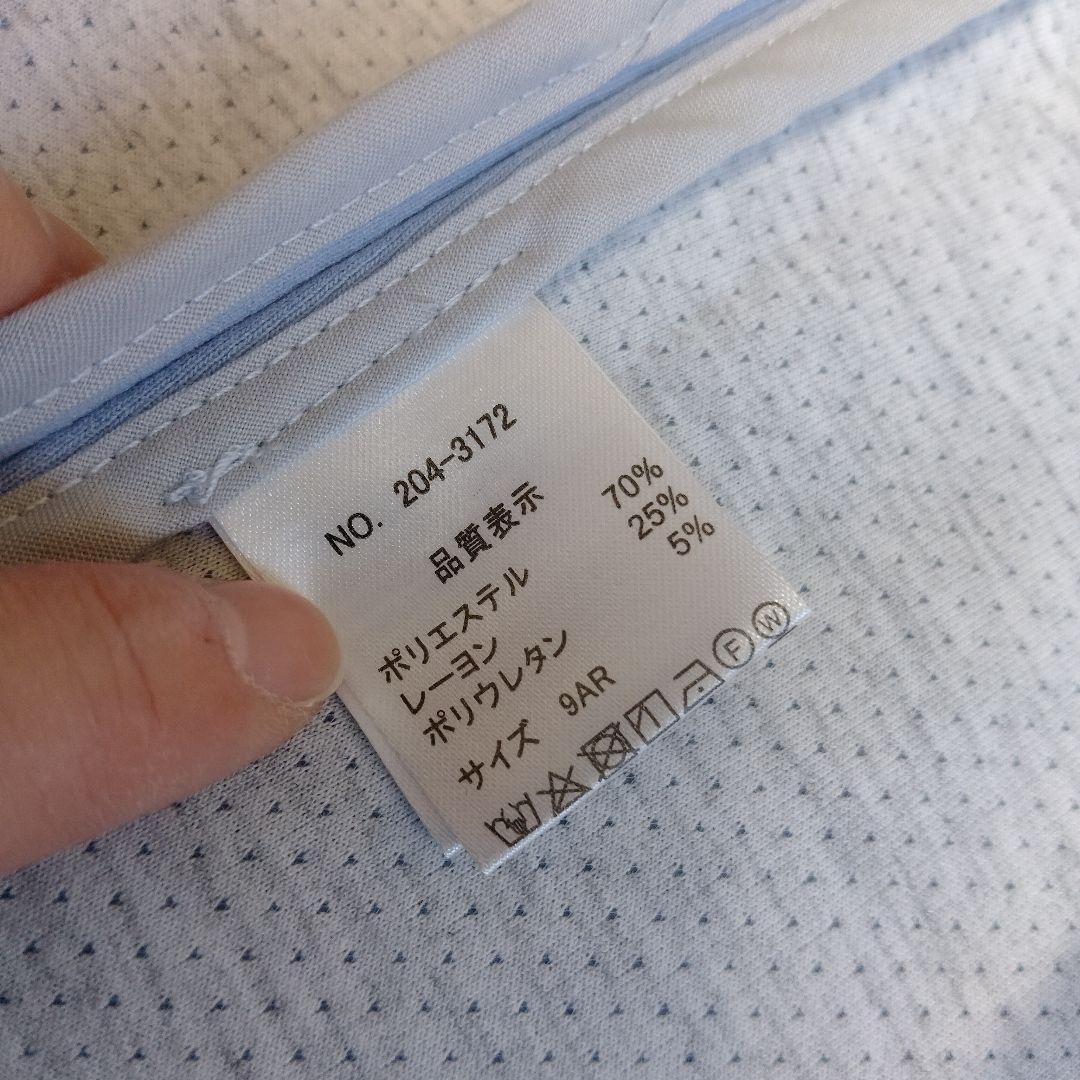 NO. 204-3172
品質表示
ポリエステル 70%
レーヨン 25%
ポリウレタン 5%
サイズ 9AR
F W